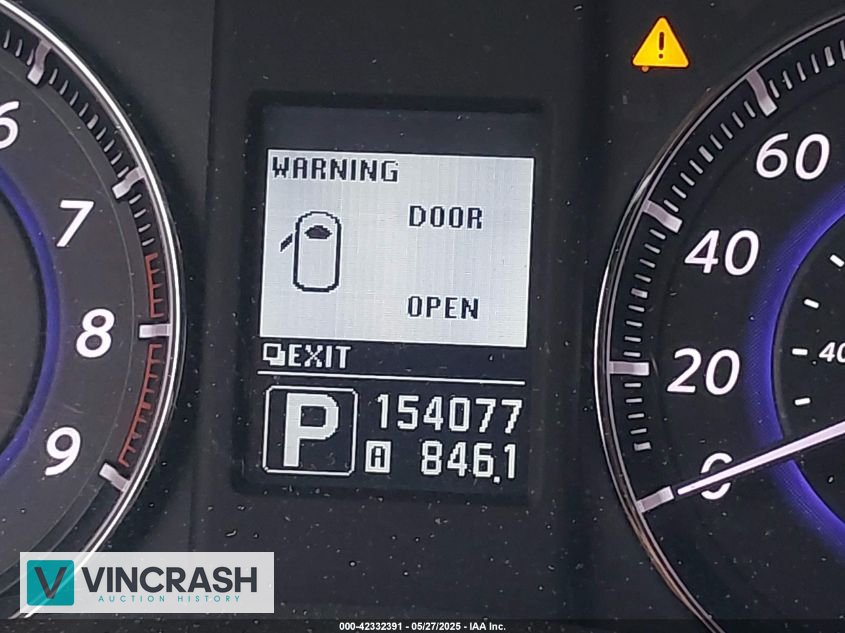 6
7
8
9
WARNING
DOOR
OPEN
EXIT
P
154077
A 846.1
60
40
20
0
40
VINCRASH
AUCTION HISTORY
000-42332391 - 05/27/2025 - IAA Inc.